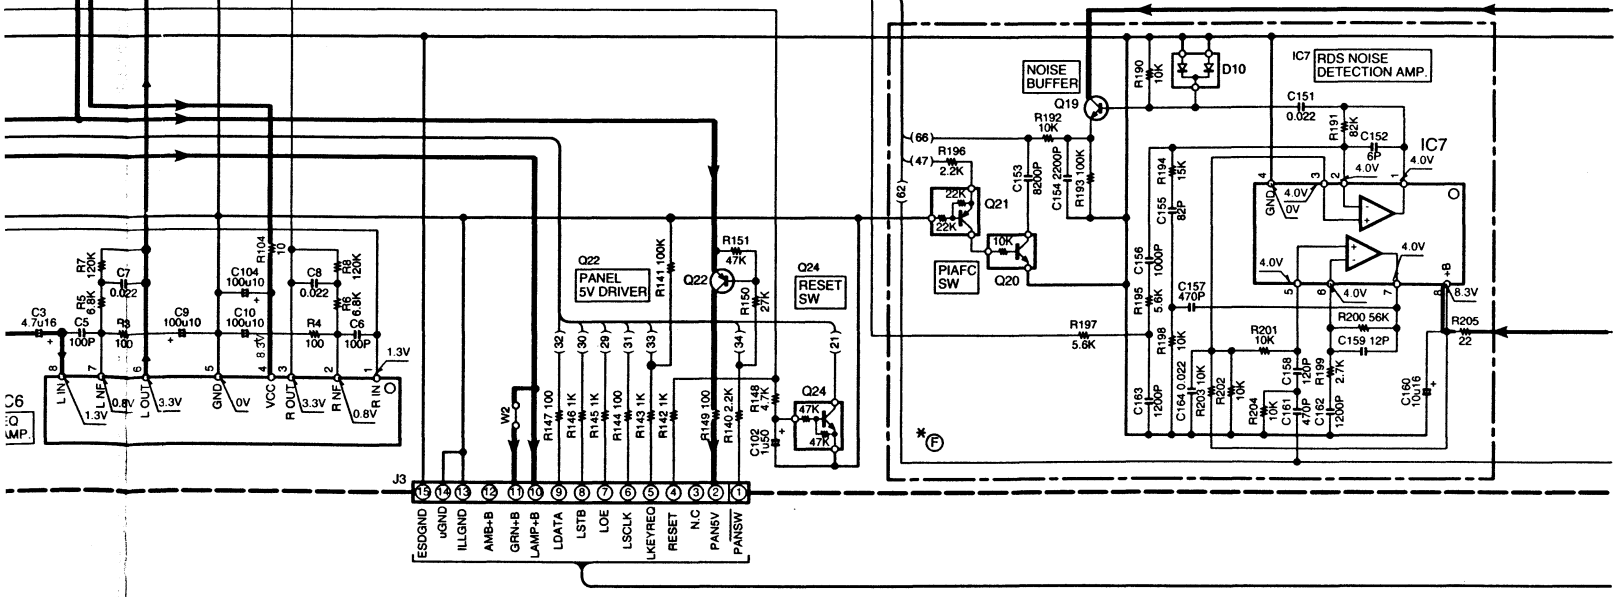 NOISE
BUFFER
Q19
R190
10K
D10
IC7
RDS NOISE
DETECTION AMP.
C151
0.022
R191
82K
C152
6P
IC7
4.0V
4.0V
R192
10K
(66)
(47)
(62)
R196
2.2K
C153
8200P
C154 2200P
R193 100K
R194
15K
C155
82P
4
3
2
1
GND
4.0V
0V
22K
22K
Q21
10K
Q20
PIAFC
SW
C156
1000P
R195
5.6K
C157
470P
4.0V
4.0V
4.0V
5
6
7
8
+B
8.3V
R197
5.6K
R198
10K
R200 56K
C159 12P
R201
10K
R205
22
C158
120P
R199
2.7K
C163
1200P
C164 0.022
R203 10K
R202
10K
R204
10K
C161
470P
C162
1200P
C160
10u16
+
* F
R7
120K
C7
0.022
R5
6.8K
R104
10
C104
100u10
+
C8
0.022
R8
120K
R6
6.8K
C3
4.7u16
+
C5
100P
R3
100
C9
100u10
+
C10
100u10
+
8.3V
R4
100
C6
100P
1.3V
8
7
6
5
4
3
2
1
L IN
L NF
L OUT
GND
VCC
R OUT
R NF
R IN
1.3V
0.8V
3.3V
0V
3.3V
0.8V
C6
EQ
AMP.
Q22
PANEL
5V DRIVER
R141 100K
R151
47K
Q22
R150
27K
Q24
RESET
SW
(32)
(30)
(29)
(31)
(33)
(34)
(21)
W2
R147 100
R146 1K
R145 1K
R144 100
R143 1K
R142 1K
R149 100
R140 2.2K
R148
4.7K
C102
1u50
+
Q24
47K
47K
J3
15
14
13
12
11
10
9
8
7
6
5
4
3
2
1
ESDGND
uGND
ILLGND
AMB+B
GRN+B
LAMP+B
LDATA
LSTB
LOE
LSCLK
LKEYREQ
RESET
N.C
PAN5V
PANSW